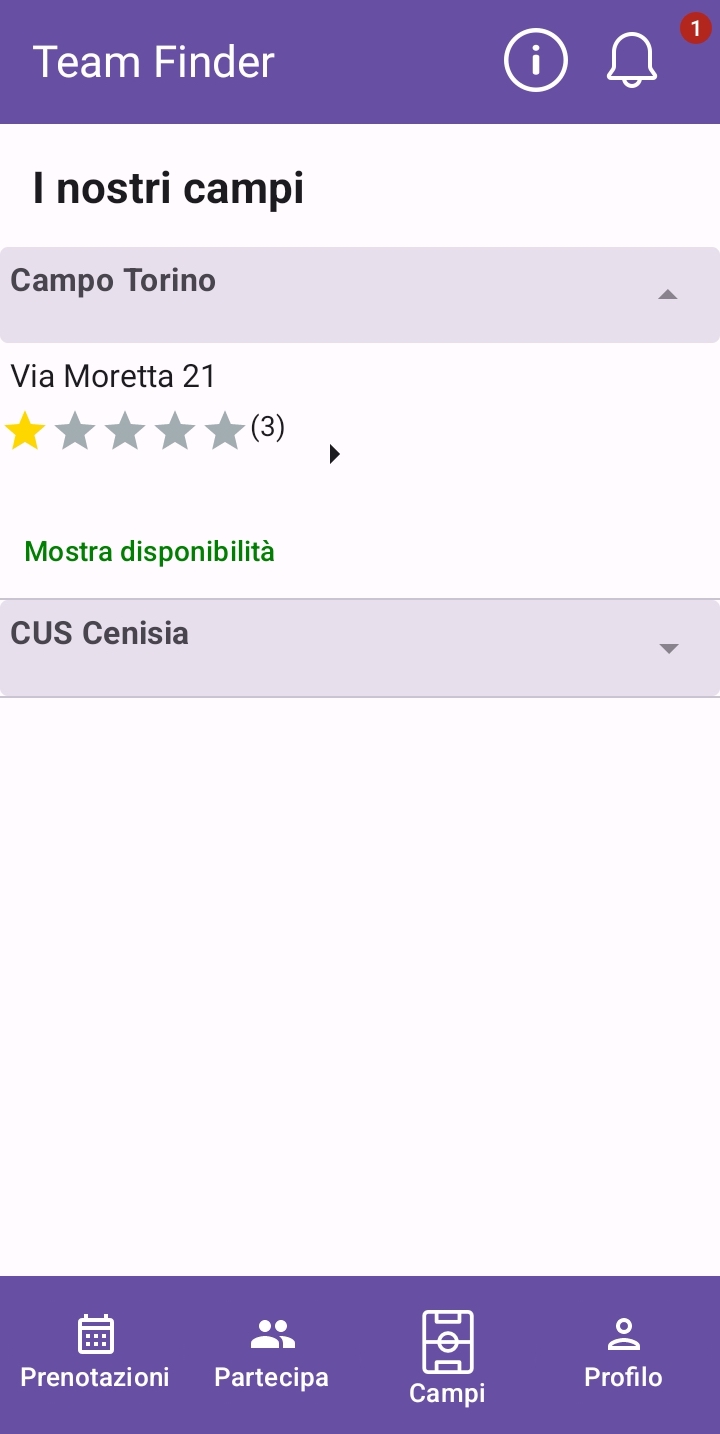 Team Finder
1
I nostri campi
Campo Torino
Via Moretta 21
(3)
Mostra disponibilità
CUS Cenisia
Prenotazioni
Partecipa
Campi
Profilo